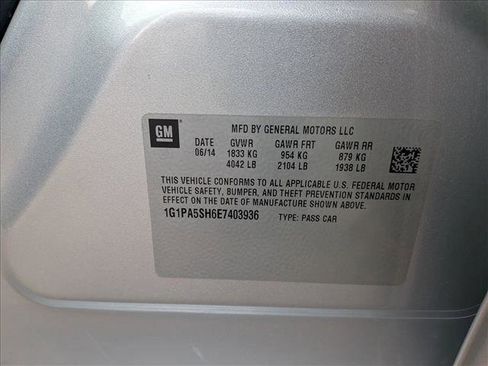 GM
MFD BY GENERAL MOTORS LLC
DATE GVWR GAWR FRT GAWR RR
06/14 1833 KG 954 KG 879 KG
4042 LB 2104 LB 1938 LB
THIS VEHICLE CONFORMS TO ALL APPLICABLE U.S. FEDERAL MOTOR
VEHICLE SAFETY, BUMPER, AND THEFT PREVENTION STANDARDS
IN EFFECT ON THE DATE OF MANUFACTURE SHOWN ABOVE.
1G1PA5SH6E7403936 TYPE: PASS CAR